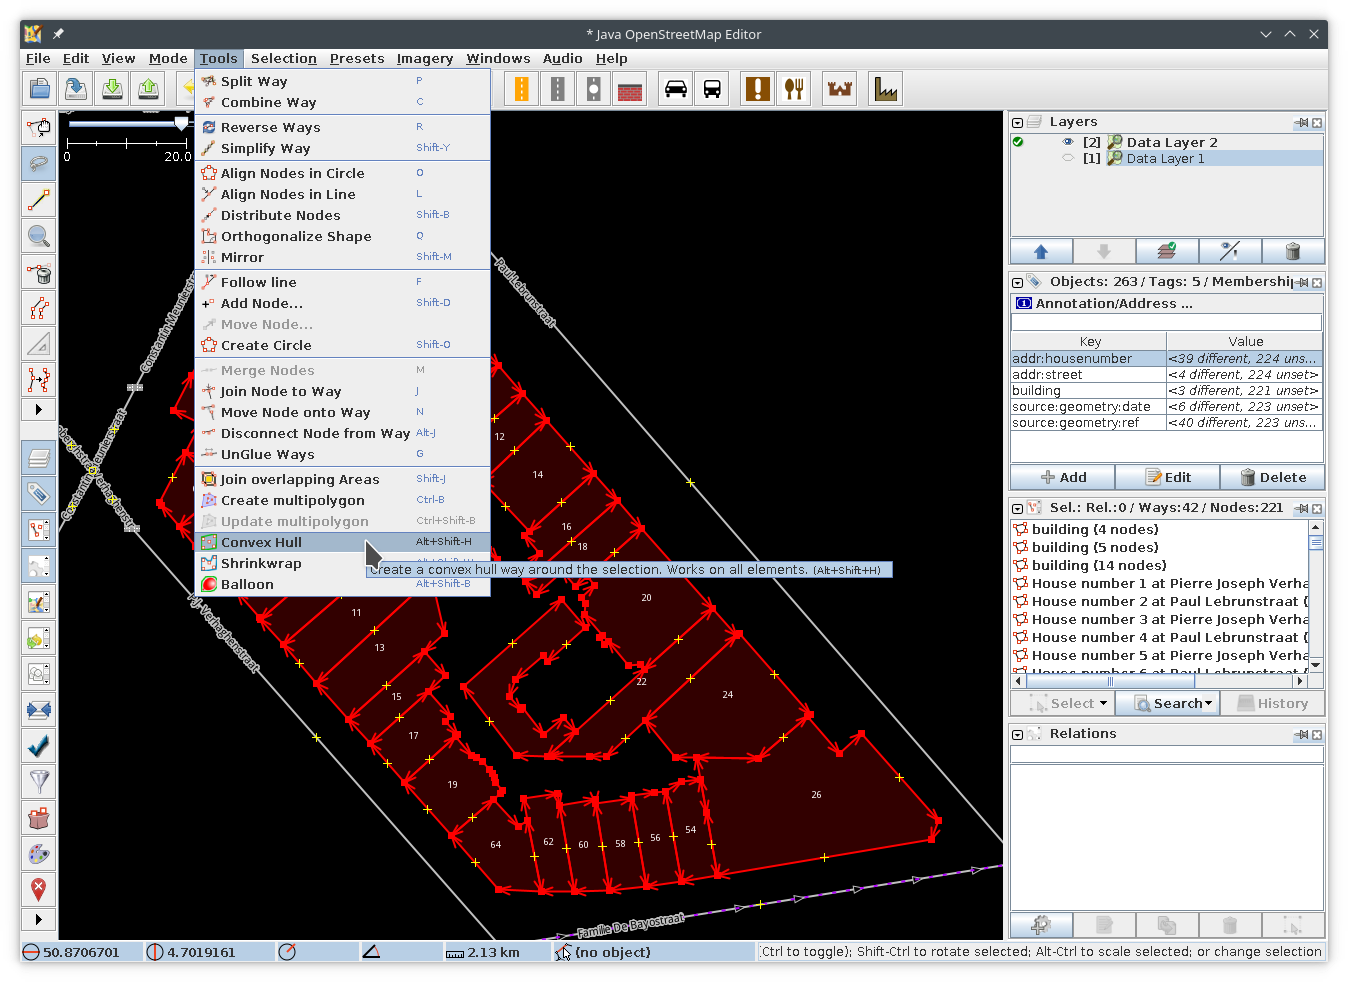 * Java OpenStreetMap Editor
File Edit View Mode Tools Selection Presets Imagery Windows Audio Help
Split Way P
Combine Way C
Reverse Ways R
Simplify Way Shift-Y
Align Nodes in Circle O
Align Nodes in Line L
Distribute Nodes Shift-B
Orthogonalize Shape Q
Mirror Shift-M
Follow line F
Add Node... Shift-D
Move Node...
Create Circle Shift-O
Merge Nodes M
Join Node to Way J
Move Node onto Way N
Disconnect Node from Way Alt-J
UnGlue Ways G
Join overlapping Areas Shift-J
Create multipolygon Ctrl-B
Update multipolygon Ctrl+Shift-B
Convex Hull Alt+Shift-H
Shrinkwrap
Balloon Alt+Shift-B
Create a convex hull way around the selection. Works on all elements. (Alt+Shift+H)
0 20.0
Paul Lebrunstraat
P.J. Verhaghenstraat
Famille De Bayostraat
12
14
16
18
20
22
24
26
11
13
15
17
19
64
62
60
58
56
54
Layers
[2] Data Layer 2
[1] Data Layer 1
Objects: 263 / Tags: 5 / Membershi
Annotation/Address ...
Key Value
addr:housenumber <39 different, 224 uns...
addr:street <4 different, 224 unset>
building <3 different, 221 unset>
source:geometry:date <6 different, 223 unset>
source:geometry:ref <40 different, 223 unset>
Add Edit Delete
Sel.: Rel.:0 / Ways:42 / Nodes:221
building (4 nodes)
building (5 nodes)
building (14 nodes)
House number 1 at Pierre Joseph Verha
House number 2 at Paul Lebrunstraat (
House number 3 at Pierre Joseph Verha
House number 4 at Paul Lebrunstraat (
House number 5 at Pierre Joseph Verha
House number 6 at Paul Lebrunstraat (
Select Search History
Relations
50.8706701 4.7019161 2.13 km (no object) Ctrl to toggle); Shift-Ctrl to rotate selected; Alt-Ctrl to scale selected; or change selection